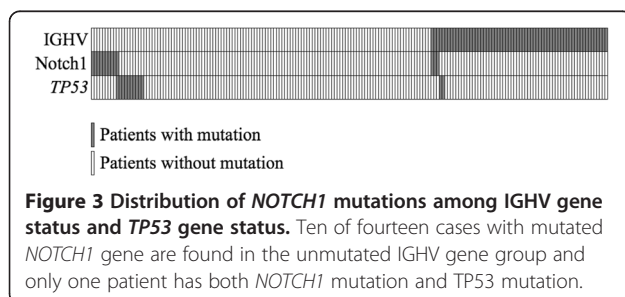 IGHV
Notch1
TP53
Patients with mutation
Patients without mutation
Figure 3 Distribution of NOTCH1 mutations among IGHV gene
status and TP53 gene status. Ten of fourteen cases with mutated
NOTCH1 gene are found in the unmutated IGHV gene group and
only one patient has both NOTCH1 mutation and TP53 mutation.